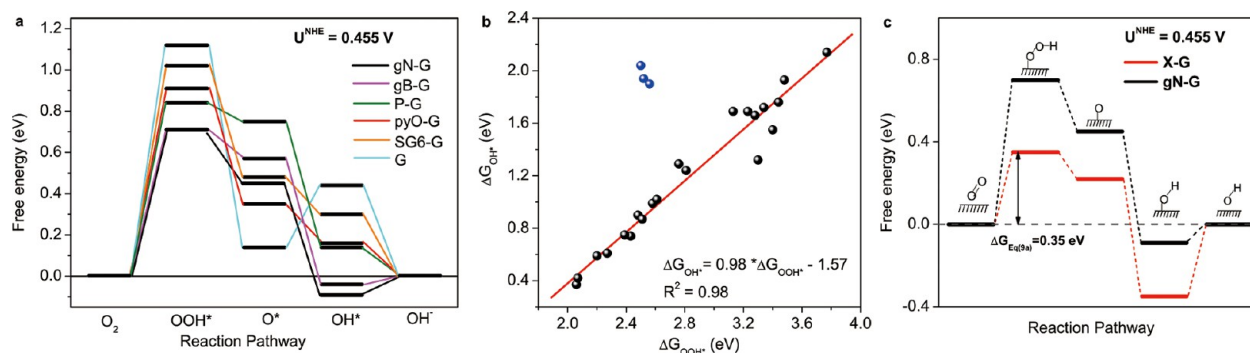 a
U^NHE = 0.455 V
gN-G
gB-G
P-G
pyO-G
SG6-G
G
1.2
1.0
0.8
0.6
0.4
0.2
0.0
Free energy (eV)
O₂
OOH*
O*
OH*
OH⁻
Reaction Pathway
b
2.4
2.0
1.6
1.2
0.8
0.4
ΔG_OH* (eV)
ΔG_OH* = 0.98 *ΔG_OOH* - 1.57
R² = 0.98
2.0
2.4
2.8
3.2
3.6
4.0
ΔG_OOH* (eV)
c
U^NHE = 0.455 V
X-G
gN-G
0.8
0.4
0.0
-0.4
Free energy (eV)
O
O
O
O
H
O
O
H
O
H
ΔG_Eq(9a)=0.35 eV
Reaction Pathway